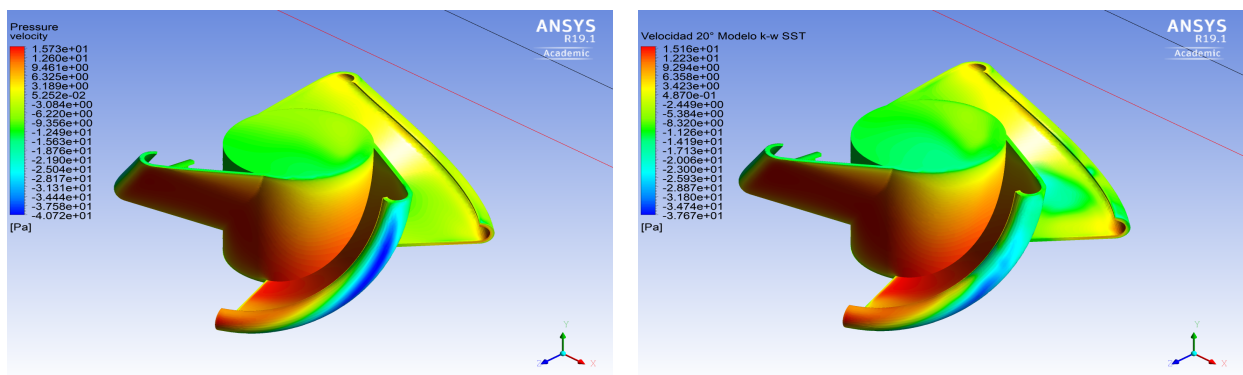 Pressure
velocity
1.573e+01
1.260e+01
9.461e+00
6.325e+00
3.189e+00
5.252e-02
-3.084e+00
-6.220e+00
-9.356e+00
-1.249e+01
-1.563e+01
-1.876e+01
-2.190e+01
-2.504e+01
-2.817e+01
-3.131e+01
-3.444e+01
-3.758e+01
-4.072e+01
[Pa]
ANSYS
R19.1
Academic
Y
Z
X
Velocidad 20° Modelo k-w SST
1.516e+01
1.223e+01
9.294e+00
6.358e+00
3.423e+00
4.870e-01
-2.449e+00
-5.384e+00
-8.320e+00
-1.126e+01
-1.419e+01
-1.713e+01
-2.006e+01
-2.300e+01
-2.593e+01
-2.887e+01
-3.180e+01
-3.474e+01
-3.767e+01
[Pa]
ANSYS
R19.1
Academic
Y
Z
X